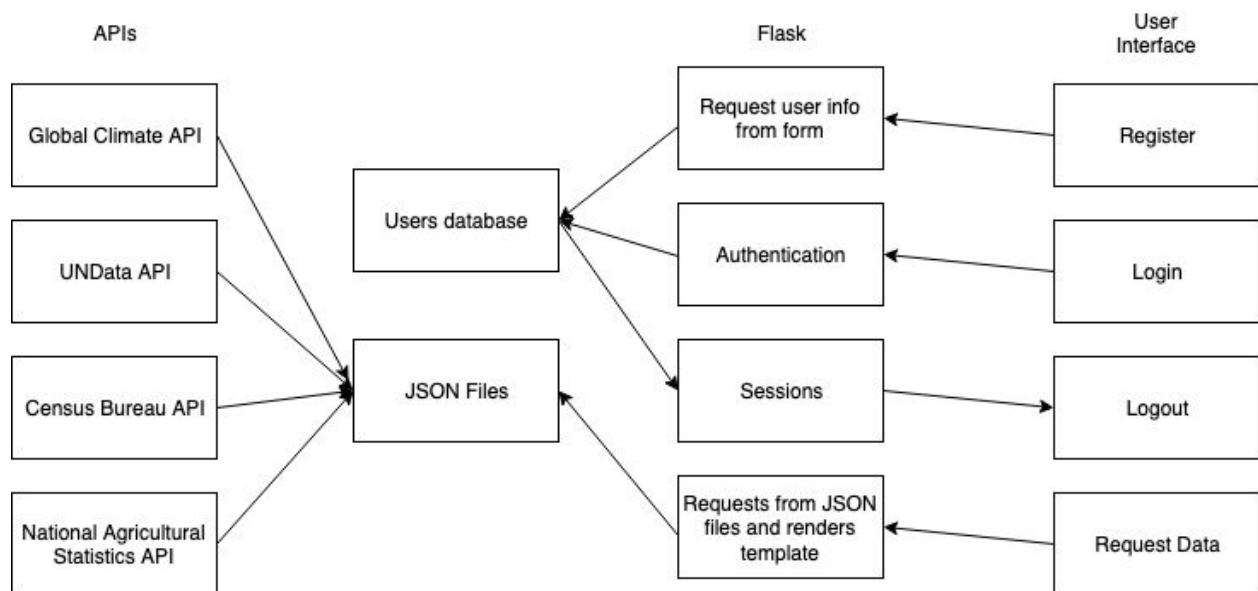 APIs
Flask
User
Interface
Global Climate API
Request user info
from form
Register
Users database
UNData API
Authentication
Login
Census Bureau API
JSON Files
Sessions
Logout
National Agricultural
Statistics API
Requests from JSON
files and renders
template
Request Data